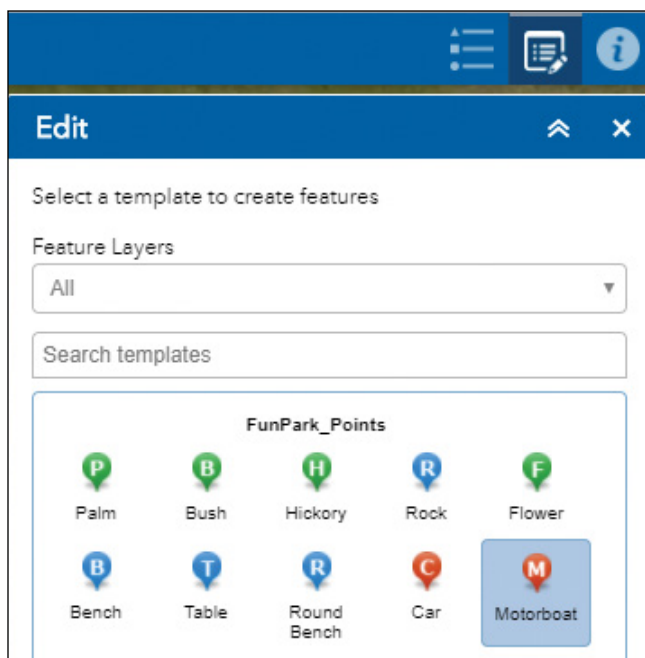 Edit
Select a template to create features
Feature Layers
All
Search templates
FunPark_Points
P B H R F
Palm Bush Hickory Rock Flower
B T R C M
Bench Table Round Bench Car Motorboat